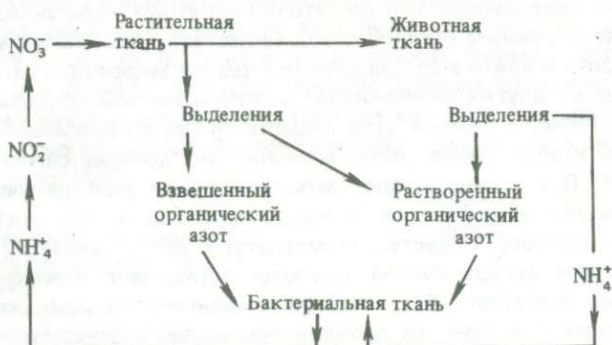 Растительная
ткань
Животная
ткань
NO₃⁻
Выделения
Выделения
NO₂⁻
Взвешенный
органический
азот
Растворенный
органический
азот
NH₄⁺
NH₄⁺
Бактериальная ткань